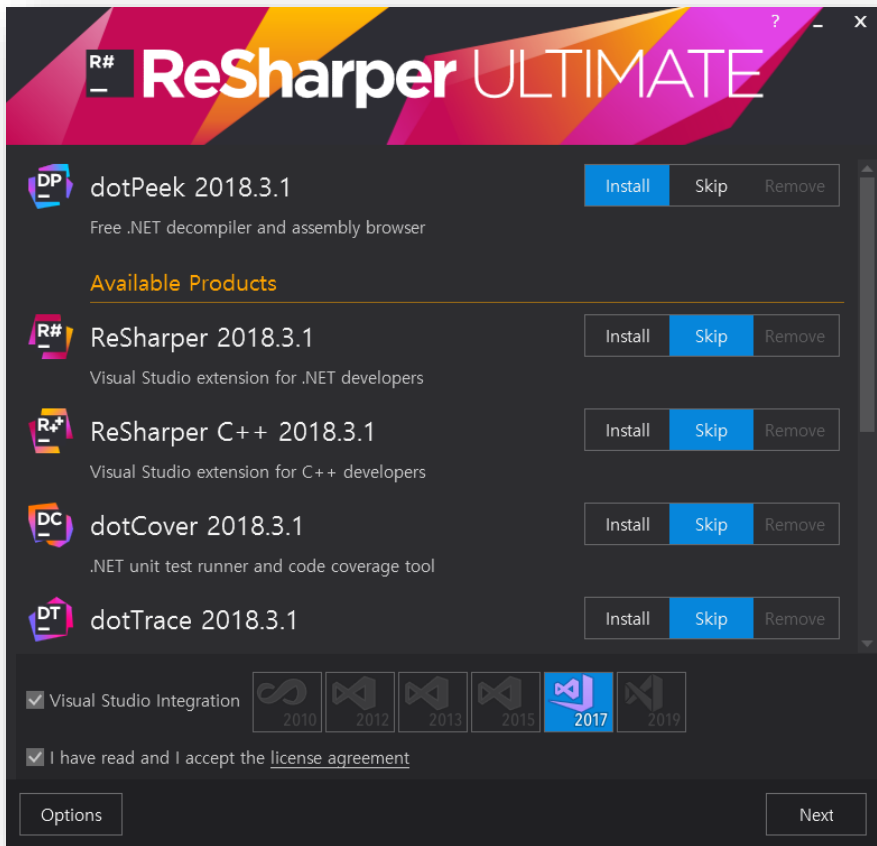 ? _ X
R# ReSharper ULTIMATE
DP dotPeek 2018.3.1 Install Skip Remove
Free .NET decompiler and assembly browser
Available Products
R# ReSharper 2018.3.1 Install Skip Remove
Visual Studio extension for .NET developers
R++ ReSharper C++ 2018.3.1 Install Skip Remove
Visual Studio extension for C++ developers
DC dotCover 2018.3.1 Install Skip Remove
.NET unit test runner and code coverage tool
DT dotTrace 2018.3.1 Install Skip Remove
Visual Studio Integration 2010 2012 2013 2015 2017 2019
I have read and I accept the license agreement
Options Next